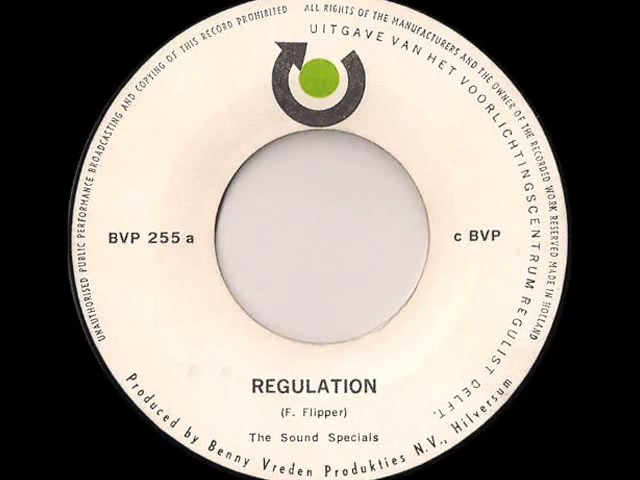 UNAUTHORISED PUBLIC PERFORMANCE BROADCASTING AND COPYING OF THIS RECORD PROHIBITED
ALL RIGHTS OF THE MANUFACTURERS AND THE OWNER OF THE RECORDED WORK RESERVED MADE IN HOLLAND
UITGAVE VAN HET VOORLICHTINGSCENTRUM REGULIST DELFT.
BVP 255 a
c BVP
REGULATION
(F. Flipper)
The Sound Specials
Produced by Benny Vreden Produkties N.V., Hilversum